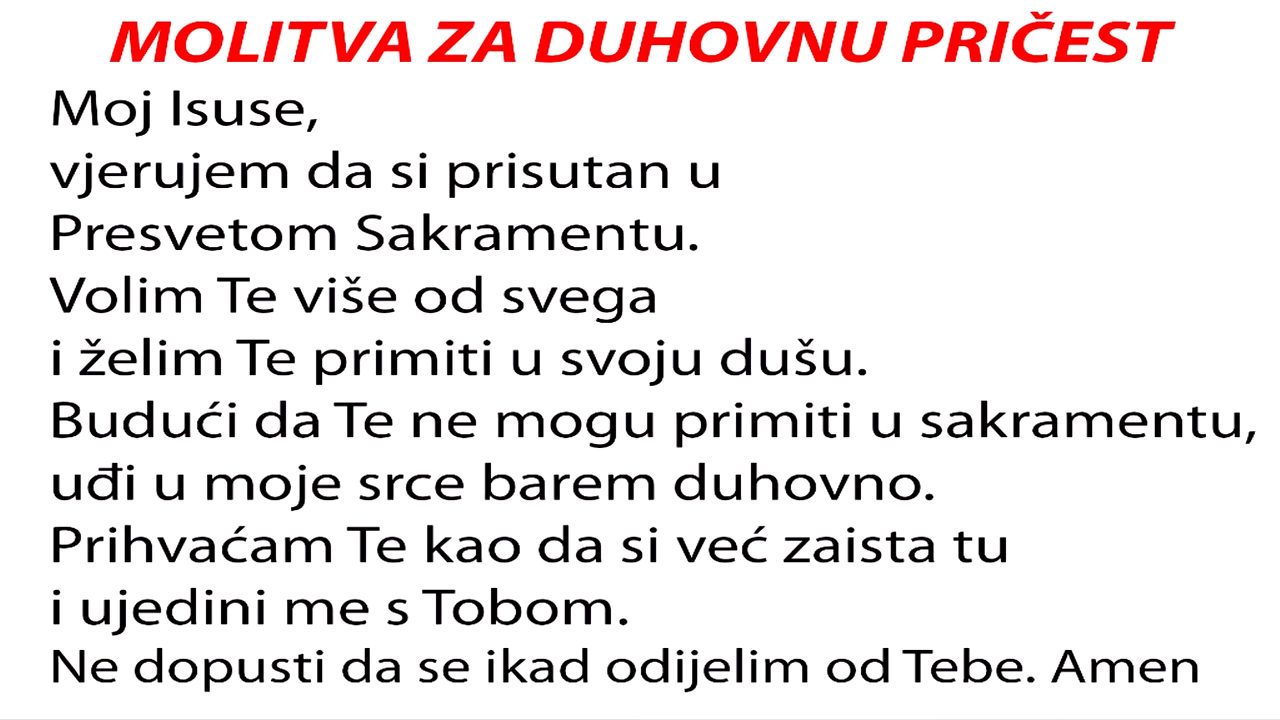 MOLITVA ZA DUHOVNU PRIČEST
Moj Isuse,
vjerujem da si prisutan u
Presvetom Sakramentu.
Volim Te više od svega
i želim Te primiti u svoju dušu.
Budući da Te ne mogu primiti u sakramentu,
uđi u moje srce barem duhovno.
Prihvaćam Te kao da si već zaista tu
i ujedini me s Tobom.
Ne dopusti da se ikad odijelim od Tebe. Amen